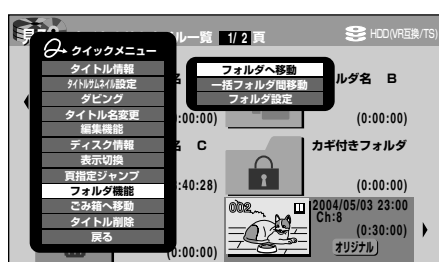 ル一覧 1/2 頁
HDD(VR互換/TS)
クイックメニュー
タイトル情報
タイトルサムネイル設定
ダビング
タイトル名変更
編集機能
ディスク情報
表示切換
頁指定ジャンプ
フォルダ機能
ごみ箱へ移動
タイトル削除
戻る
フォルダへ移動
一括フォルダ間移動
フォルダ設定
名
ルダ名 B
:00:00)
(0:00:00)
名 C
カギ付きフォルダ
:40:28)
(0:00:00)
002
2004/05/03 23:00
Ch:8
(0:30:00)
オリジナル
(0:00:00)